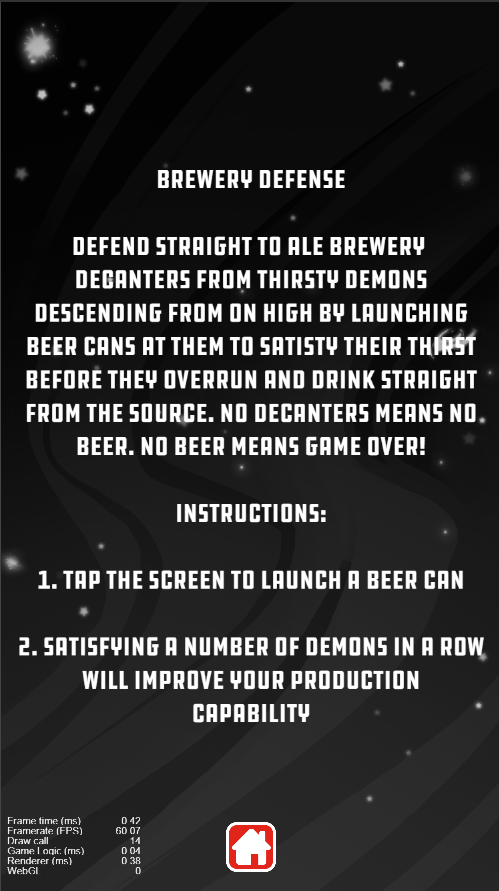 BREWERY DEFENSE
DEFEND STRAIGHT TO ALE BREWERY
DECANTERS FROM THIRSTY DEMONS
DESCENDING FROM ON HIGH BY LAUNCHING
BEER CANS AT THEM TO SATISTY THEIR THIRST
BEFORE THEY OVERRUN AND DRINK STRAIGHT
FROM THE SOURCE. NO DECANTERS MEANS NO
BEER. NO BEER MEANS GAME OVER!
INSTRUCTIONS:
1. TAP THE SCREEN TO LAUNCH A BEER CAN
2. SATISFYING A NUMBER OF DEMONS IN A ROW
WILL IMPROVE YOUR PRODUCTION
CAPABILITY
Frame time (ms) 0.42
Framerate (FPS) 60.07
Draw call 14
Game Logic (ms) 0.04
Renderer (ms) 0.38
WebGL 0